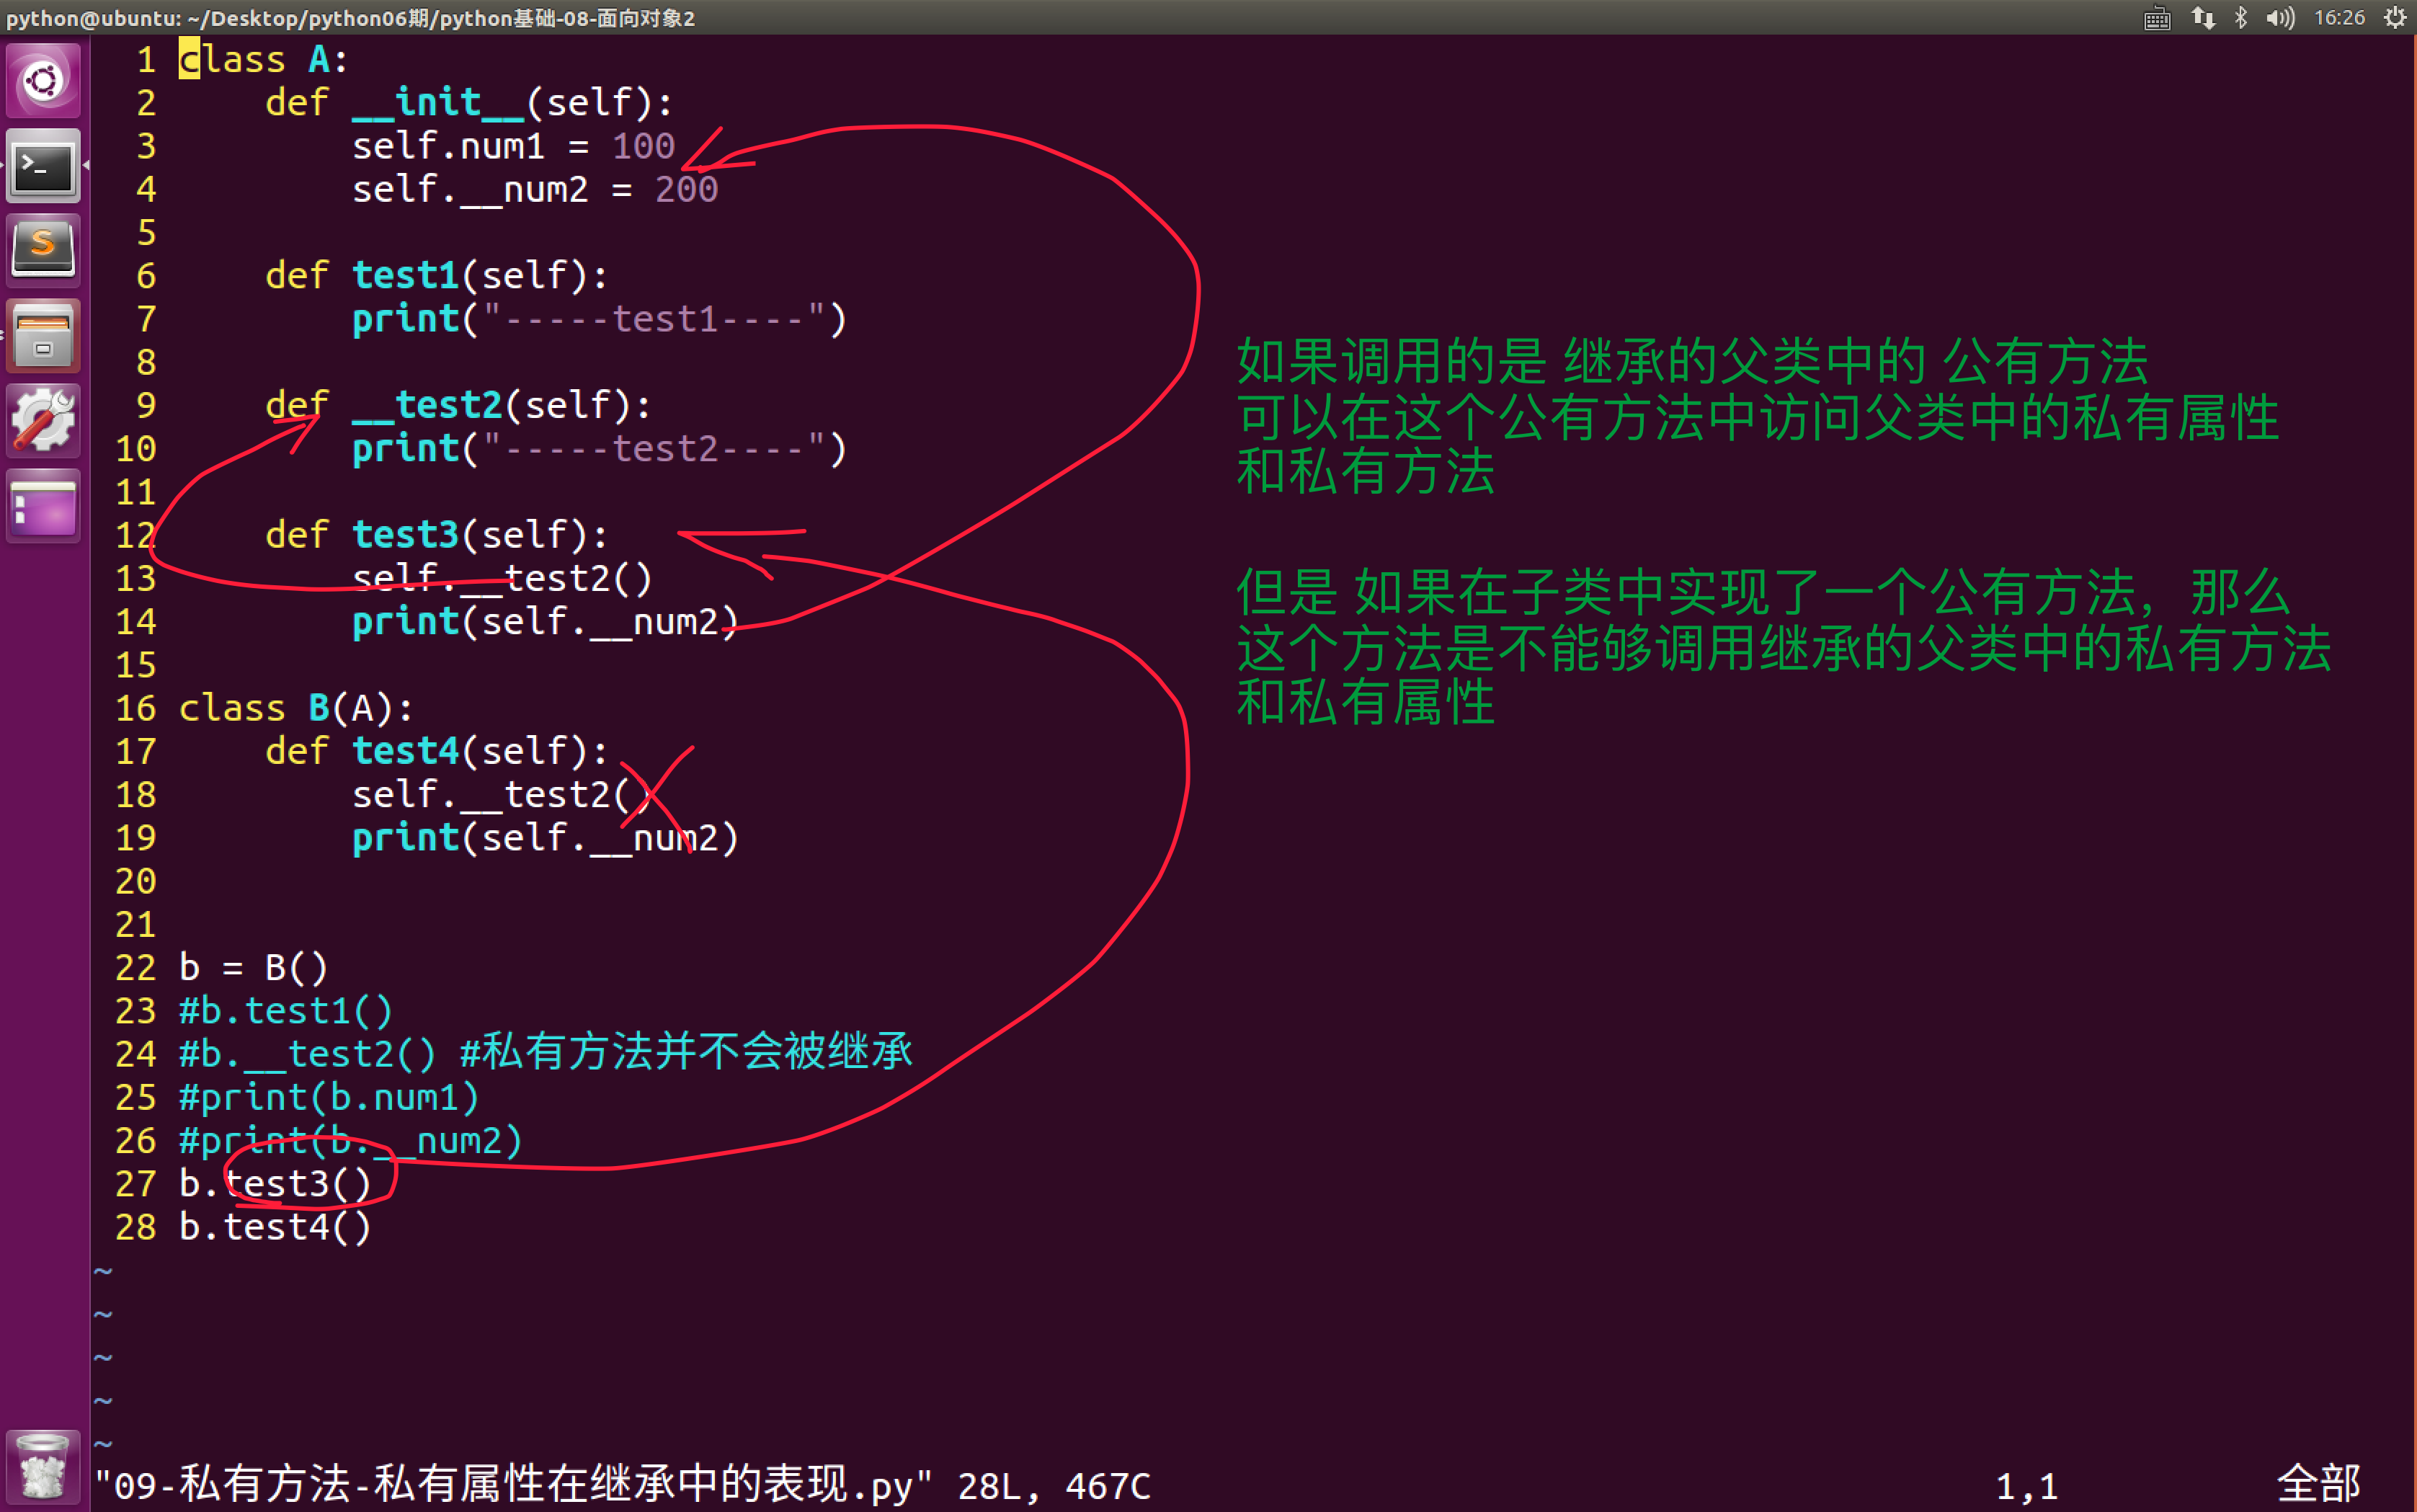 python@ubuntu: ~/Desktop/python06期/python基础-08-面向对象2
16:26
1 class A:
2     def __init__(self):
3         self.num1 = 100
4         self.__num2 = 200
5
6     def test1(self):
7         print("-----test1----")
8
9     def __test2(self):
10         print("-----test2----")
11
12     def test3(self):
13         self.__test2()
14         print(self.__num2)
15
16 class B(A):
17     def test4(self):
18         self.__test2()
19         print(self.__num2)
20
21
22 b = B()
23 #b.test1()
24 #b.__test2() #私有方法并不会被继承
25 #print(b.num1)
26 #print(b.__num2)
27 b.test3()
28 b.test4()
~
~
~
~
~
"09-私有方法-私有属性在继承中的表现.py" 28L, 467C
1,1
全部
如果调用的是 继承的父类中的 公有方法
可以在这个公有方法中访问父类中的私有属性
和私有方法
但是 如果在子类中实现了一个公有方法，那么
这个方法是不能够调用继承的父类中的私有方法
和私有属性